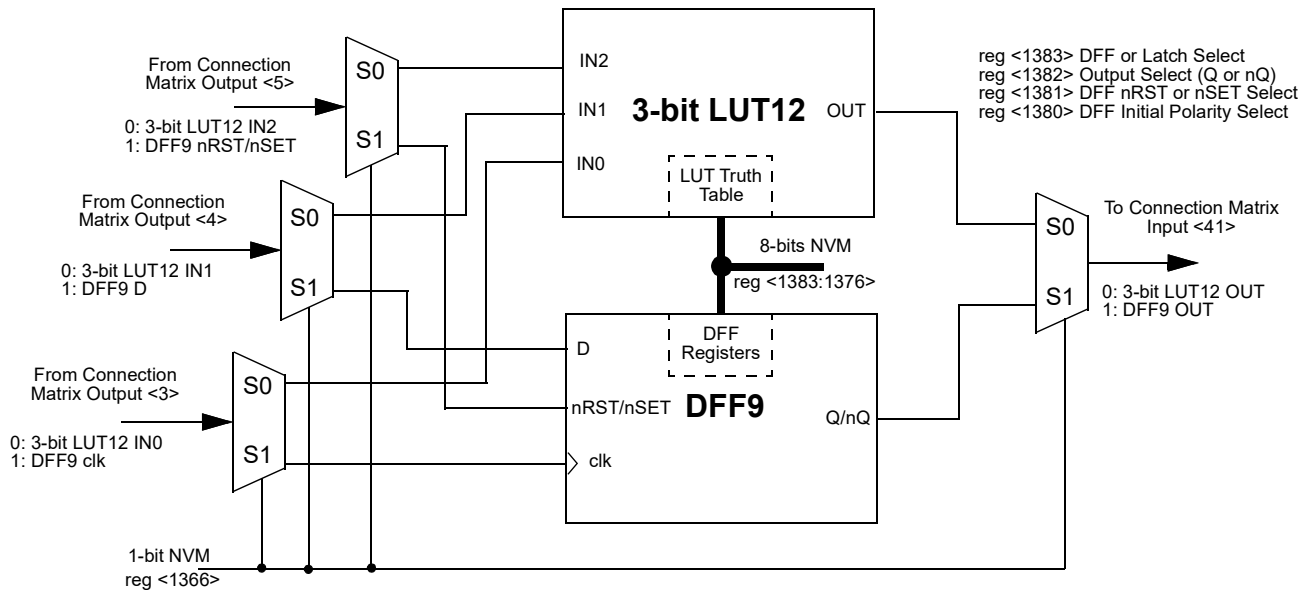 From Connection
Matrix Output <5>
0: 3-bit LUT12 IN2
1: DFF9 nRST/nSET
S0
S1
From Connection
Matrix Output <4>
0: 3-bit LUT12 IN1
1: DFF9 D
S0
S1
From Connection
Matrix Output <3>
0: 3-bit LUT12 IN0
1: DFF9 clk
S0
S1
1-bit NVM
reg <1366>
IN2
IN1
IN0
3-bit LUT12
OUT
LUT Truth
Table
8-bits NVM
reg <1383:1376>
DFF
Registers
D
nRST/nSET
clk
DFF9
Q/nQ
reg <1383> DFF or Latch Select
reg <1382> Output Select (Q or nQ)
reg <1381> DFF nRST or nSET Select
reg <1380> DFF Initial Polarity Select
S0
S1
To Connection Matrix
Input <41>
0: 3-bit LUT12 OUT
1: DFF9 OUT